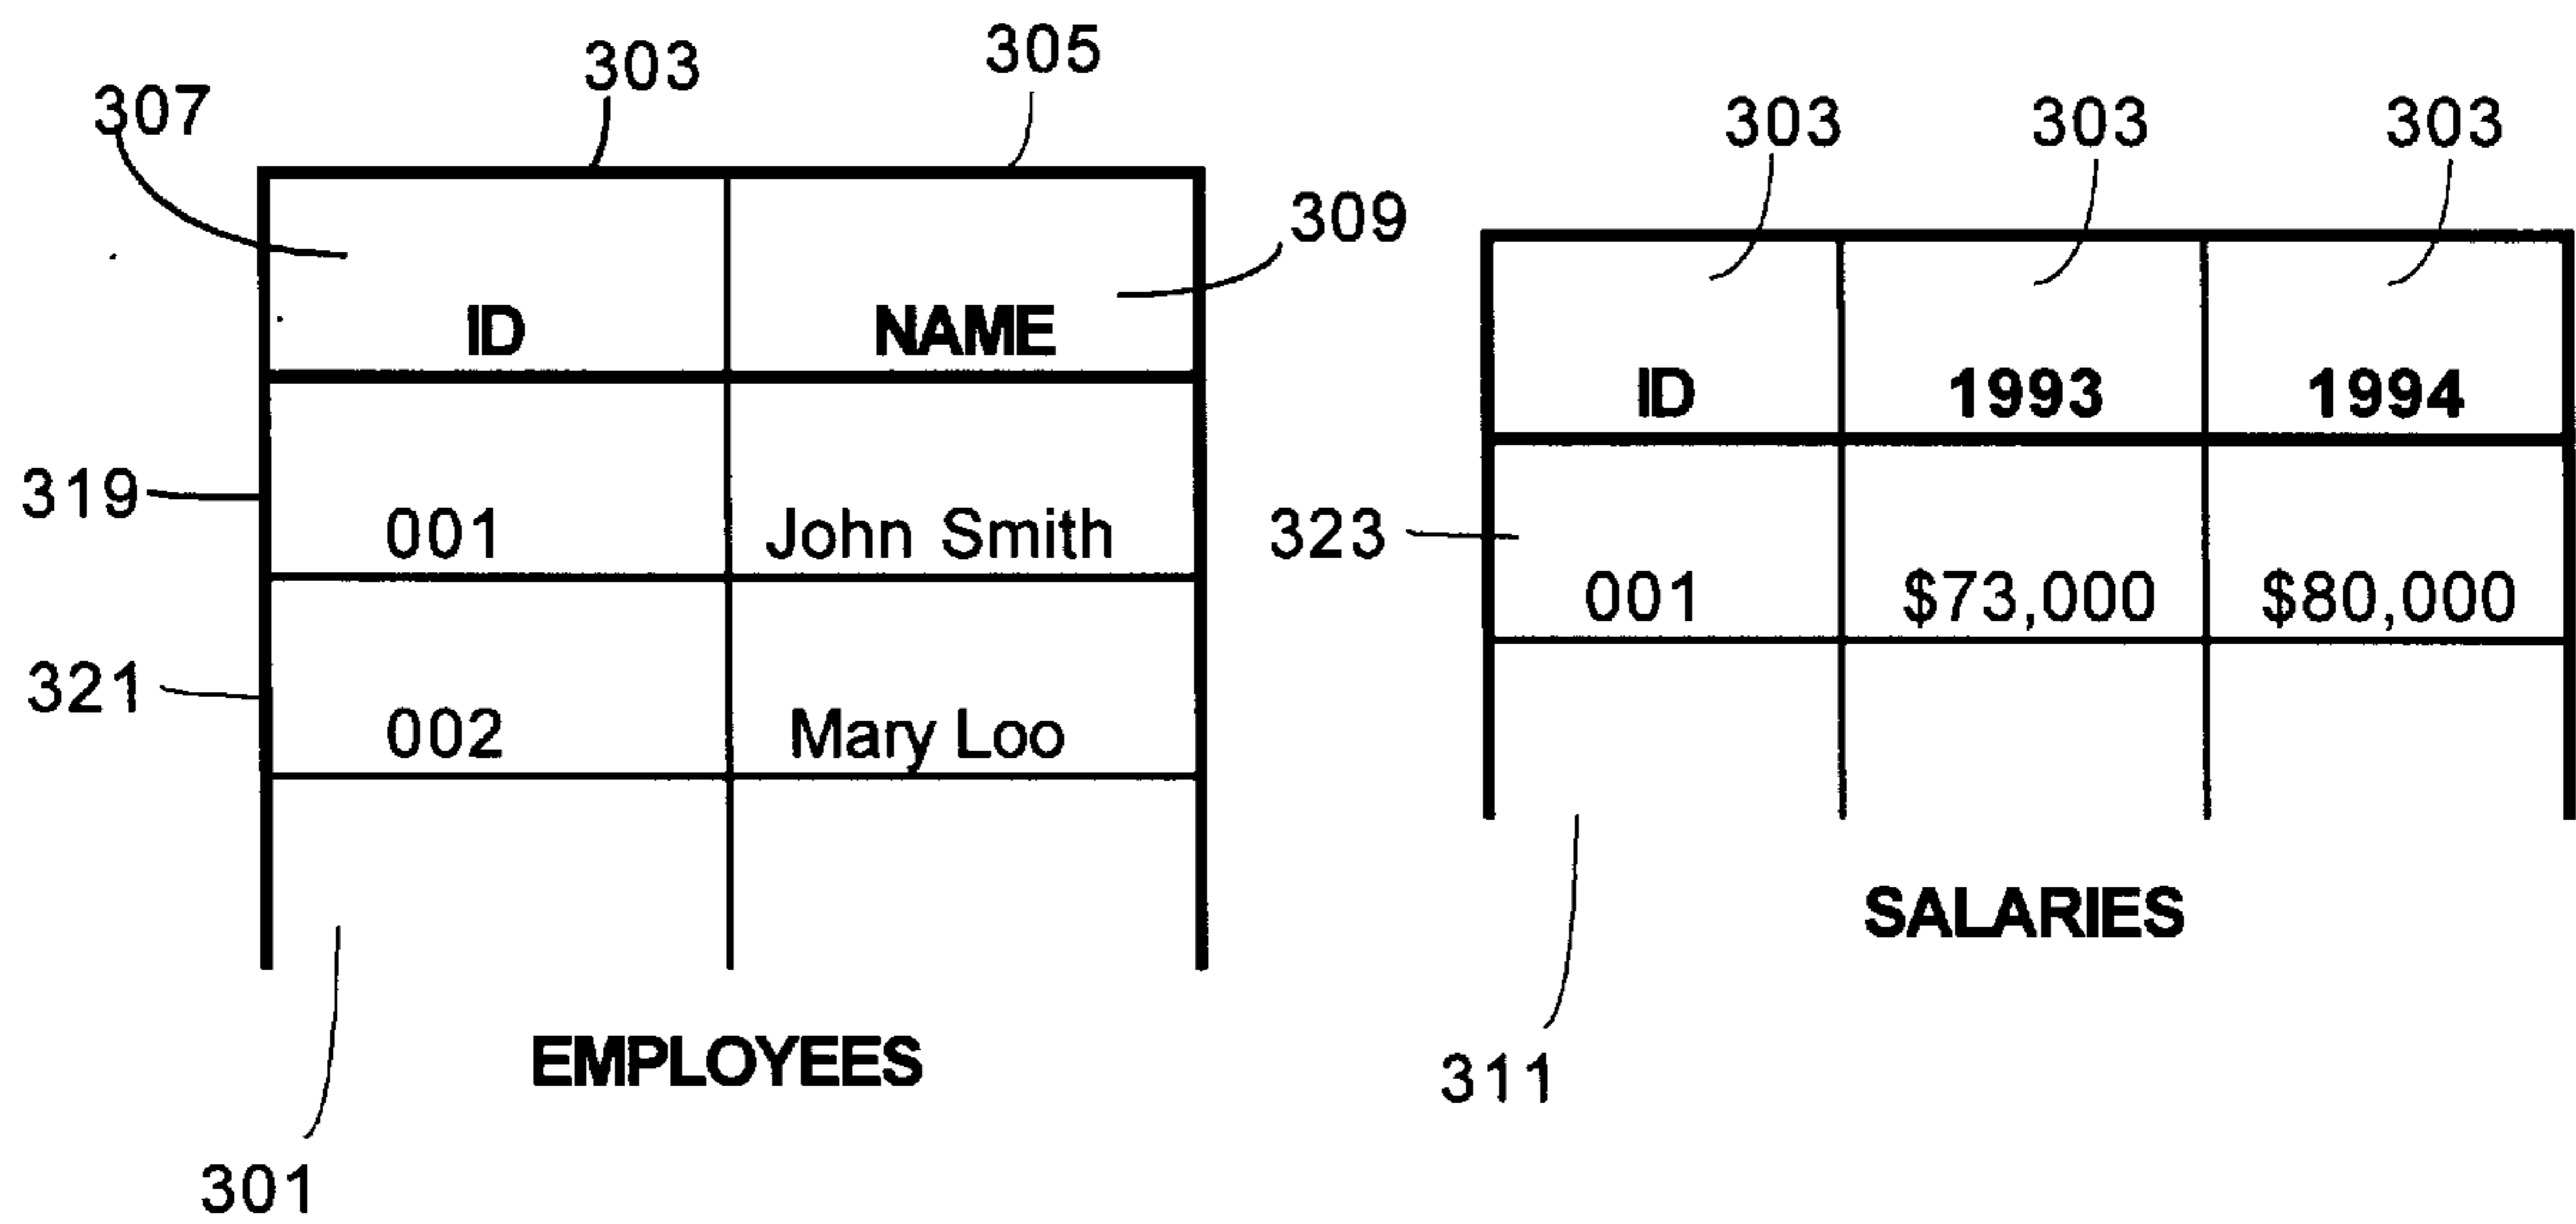 303 305
307 303 303 303
309
ID NAME
ID 1993 1994
319 001 John Smith
323 001 $73,000 $80,000
321 002 Mary Loo
SALARIES
EMPLOYEES
311
301